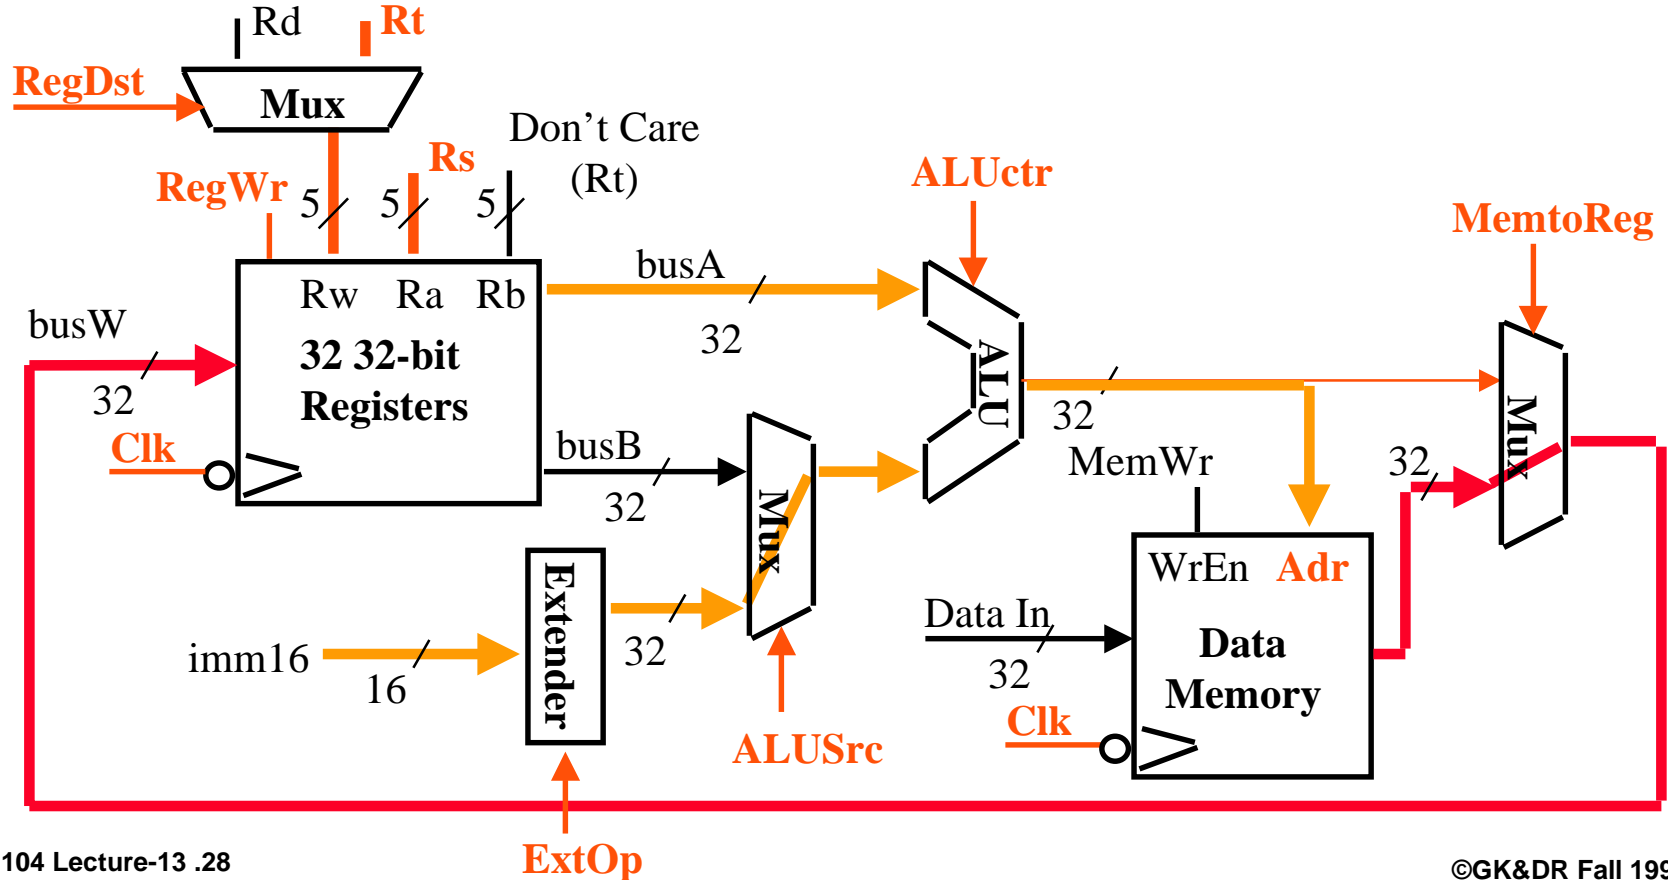 Rd
Rt
RegDst
Mux
Don't Care
(Rt)
Rs
RegWr
5
5
5
ALUctr
MemtoReg
busA
32
Rw
Ra
Rb
32 32-bit
Registers
busW
32
Clk
busB
32
Mux
ALU
32
Mux
MemWr
32
WrEn
Adr
Data In
32
Data
Memory
Clk
imm16
16
Extender
32
ALUSrc
ExtOp
104 Lecture-13 .28
©GK&DR Fall 199